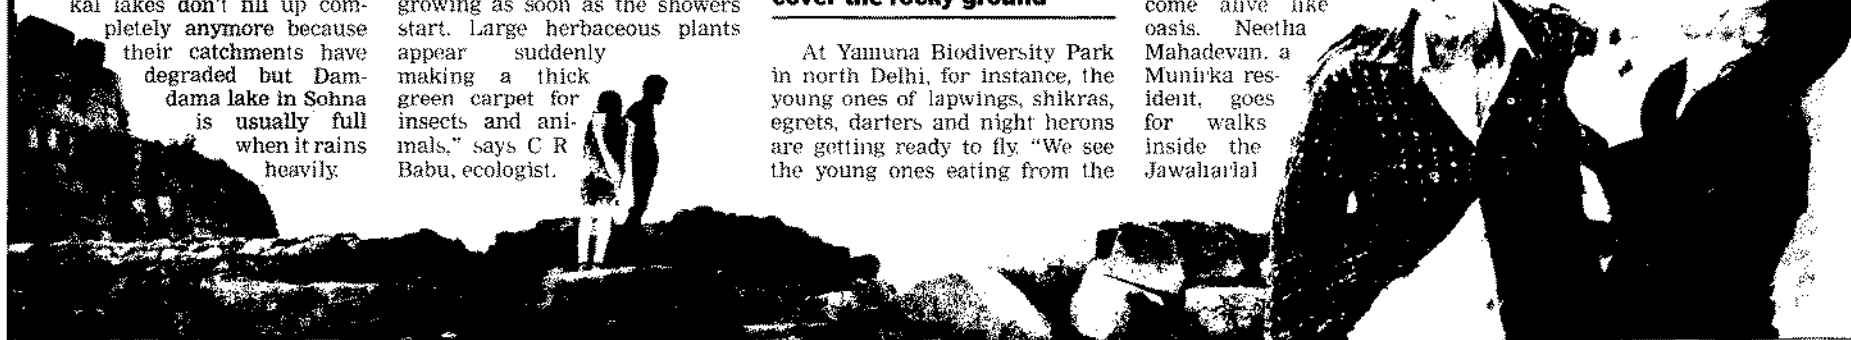 kal lakes don't fill up com-
pletely anymore because
their catchments have
degraded but Dam-
dama lake in Sohna
is usually full
when it rains
heavily.
growing as soon as the showers
start. Large herbaceous plants
appear suddenly
making a thick
green carpet for
insects and ani-
mals," says C R
Babu, ecologist.
cover the rocky ground
At Yamuna Biodiversity Park
in north Delhi, for instance, the
young ones of lapwings, shikras,
egrets, darters and night herons
are getting ready to fly. "We see
the young ones eating from the
come alive like
oasis. Neetha
Mahadevan, a
Munirka res-
ident, goes
for walks
inside the
Jawaharlal